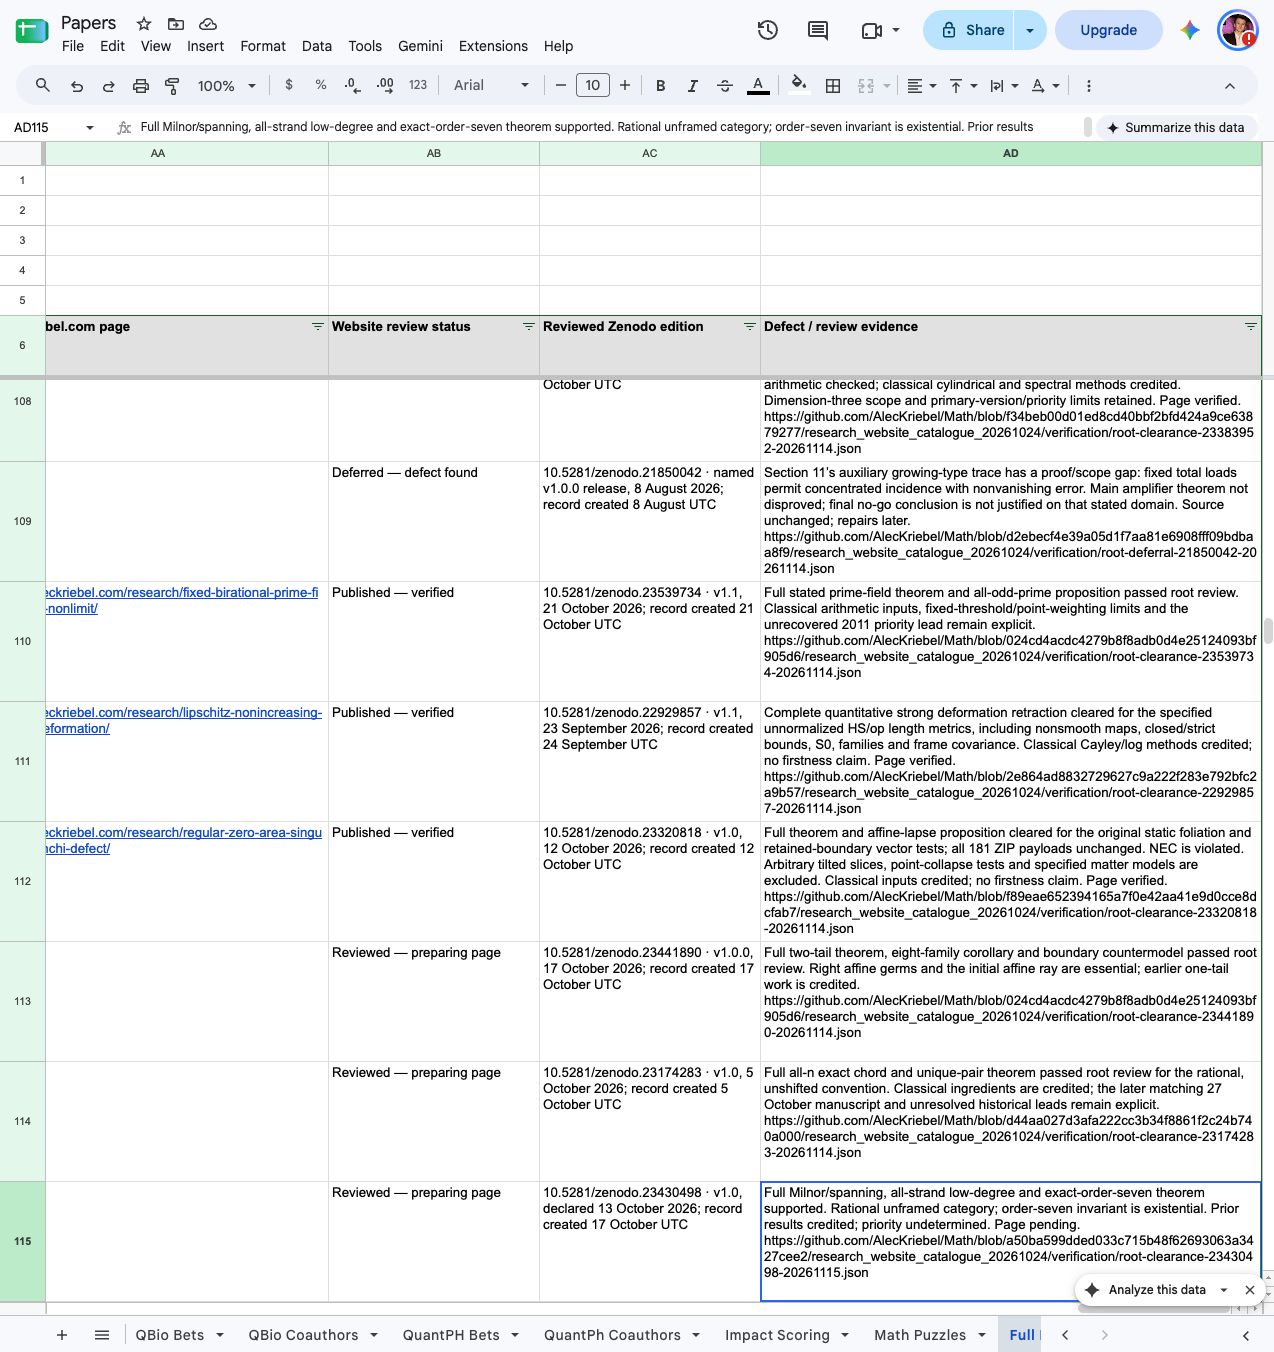 Papers
File Edit View Insert Format Data Tools Gemini Extensions Help
Share
Upgrade
100% $ % .0 .00 123 Arial 10 B I S A
AD115 fx Full Milnor/spanning, all-strand low-degree and exact-order-seven theorem supported. Rational unframed category; order-seven invariant is existential. Prior results
Summarize this data
AA AB AC AD
1
2
3
4
5
6
bel.com page
Website review status
Reviewed Zenodo edition
Defect / review evidence
108
October UTC
arithmetic checked; classical cylindrical and spectral methods credited.
Dimension-three scope and primary-version/priority limits retained. Page verified.
https://github.com/AlecKriebel/Math/blob/f34beb00d01ed8cd40bbf2bfd424a9ce638
79277/research_website_catalogue_20261024/verification/root-clearance-2338395
2-20261114.json
109
Deferred — defect found
10.5281/zenodo.21850042 · named
v1.0.0 release, 8 August 2026;
record created 8 August UTC
Section 11's auxiliary growing-type trace has a proof/scope gap: fixed total loads
permit concentrated incidence with nonvanishing error. Main amplifier theorem not
disproved; final no-go conclusion is not justified on that stated domain. Source
unchanged; repairs later.
https://github.com/AlecKriebel/Math/blob/d2ebecf4e39a05d1f7aa81e6908fff09bdba
a8f9/research_website_catalogue_20261024/verification/root-deferral-21850042-20
261114.json
110
eckriebel.com/research/fixed-birational-prime-fi
-nonlimit/
Published — verified
10.5281/zenodo.23539734 · v1.1,
21 October 2026; record created 21
October UTC
Full stated prime-field theorem and all-odd-prime proposition passed root review.
Classical arithmetic inputs, fixed-threshold/point-weighting limits and the
unrecovered 2011 priority lead remain explicit.
https://github.com/AlecKriebel/Math/blob/024cd4acdc4279b8f8adb0d4e25124093bf
905d6/research_website_catalogue_20261024/verification/root-clearance-2353973
4-20261114.json
111
eckriebel.com/research/lipschitz-nonincreasing-
eformation/
Published — verified
10.5281/zenodo.22929857 · v1.1,
23 September 2026; record created
24 September UTC
Complete quantitative strong deformation retraction cleared for the specified
unnormalized HS/op length metrics, including nonsmooth maps, closed/strict
bounds, S0, families and frame covariance. Classical Cayley/log methods credited;
no firstness claim. Page verified.
https://github.com/AlecKriebel/Math/blob/2e864ad8832729627c9a222f283e792bfc2
a9b57/research_website_catalogue_20261024/verification/root-clearance-2292985
7-20261114.json
112
eckriebel.com/research/regular-zero-area-singu
nchi-defect/
Published — verified
10.5281/zenodo.23320818 · v1.0,
12 October 2026; record created 12
October UTC
Full theorem and affine-lapse proposition cleared for the original static foliation and
retained-boundary vector tests; all 181 ZIP payloads unchanged. NEC is violated.
Arbitrary tilted slices, point-collapse tests and specified matter models are
excluded. Classical inputs credited; no firstness claim. Page verified.
https://github.com/AlecKriebel/Math/blob/f89eae652394165a7f0e42aa41e9d0cce8d
cfab7/research_website_catalogue_20261024/verification/root-clearance-23320818
-20261114.json
113
Reviewed — preparing page
10.5281/zenodo.23441890 · v1.0.0,
17 October 2026; record created 17
October UTC
Full two-tail theorem, eight-family corollary and boundary countermodel passed root
review. Right affine germs and the initial affine ray are essential; earlier one-tail
work is credited.
https://github.com/AlecKriebel/Math/blob/024cd4acdc4279b8f8adb0d4e25124093bf
905d6/research_website_catalogue_20261024/verification/root-clearance-2344189
0-20261114.json
114
Reviewed — preparing page
10.5281/zenodo.23174283 · v1.0, 5
October 2026; record created 5
October UTC
Full all-n exact chord and unique-pair theorem passed root review for the rational,
unshifted convention. Classical ingredients are credited; the later matching 27
October manuscript and unresolved historical leads remain explicit.
https://github.com/AlecKriebel/Math/blob/d44aa027d3afa222cc3b34f8861f2c24b74
0a000/research_website_catalogue_20261024/verification/root-clearance-2317428
3-20261114.json
115
Reviewed — preparing page
10.5281/zenodo.23430498 · v1.0,
declared 13 October 2026; record
created 17 October UTC
Full Milnor/spanning, all-strand low-degree and exact-order-seven theorem
supported. Rational unframed category; order-seven invariant is existential. Prior
results credited; priority undetermined. Page pending.
https://github.com/AlecKriebel/Math/blob/a50ba599dded033c715b48f62693063a34
27cee2/research_website_catalogue_20261024/verification/root-clearance-234304
98-20261115.json
Analyze this data
QBio Bets QBio Coauthors QuantPH Bets QuantPh Coauthors Impact Scoring Math Puzzles Full